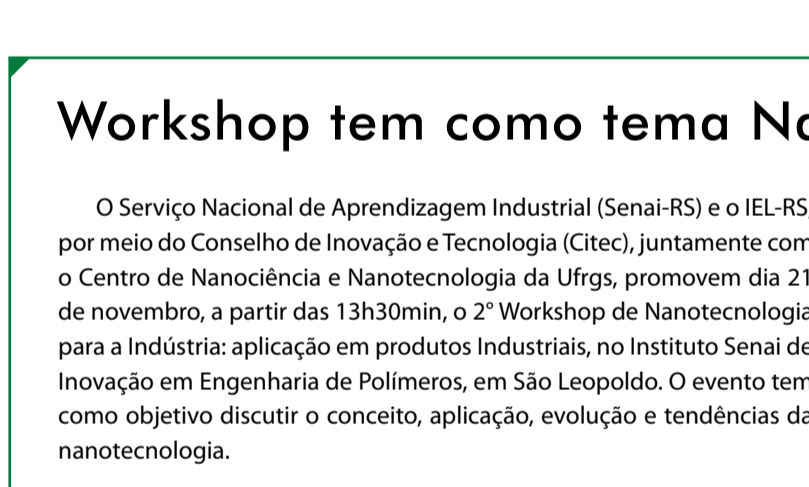 Workshop tem como tema
O Serviço Nacional de Aprendizagem Industrial (Senai-RS) e o IEL-RS,
por meio do Conselho de Inovação e Tecnologia (Citec), juntamente com
o Centro de Nanociência e Nanotecnologia da Ufrgs, promovem dia 21
de novembro, a partir das 13h30min, o 2° Workshop de Nanotecnologia
para a Indústria: aplicação em produtos Industriais, no Instituto Senai de
Inovação em Engenharia de Polímeros, em São Leopoldo. O evento tem
como objetivo discutir o conceito, aplicação, evolução e tendências da
nanotecnologia.